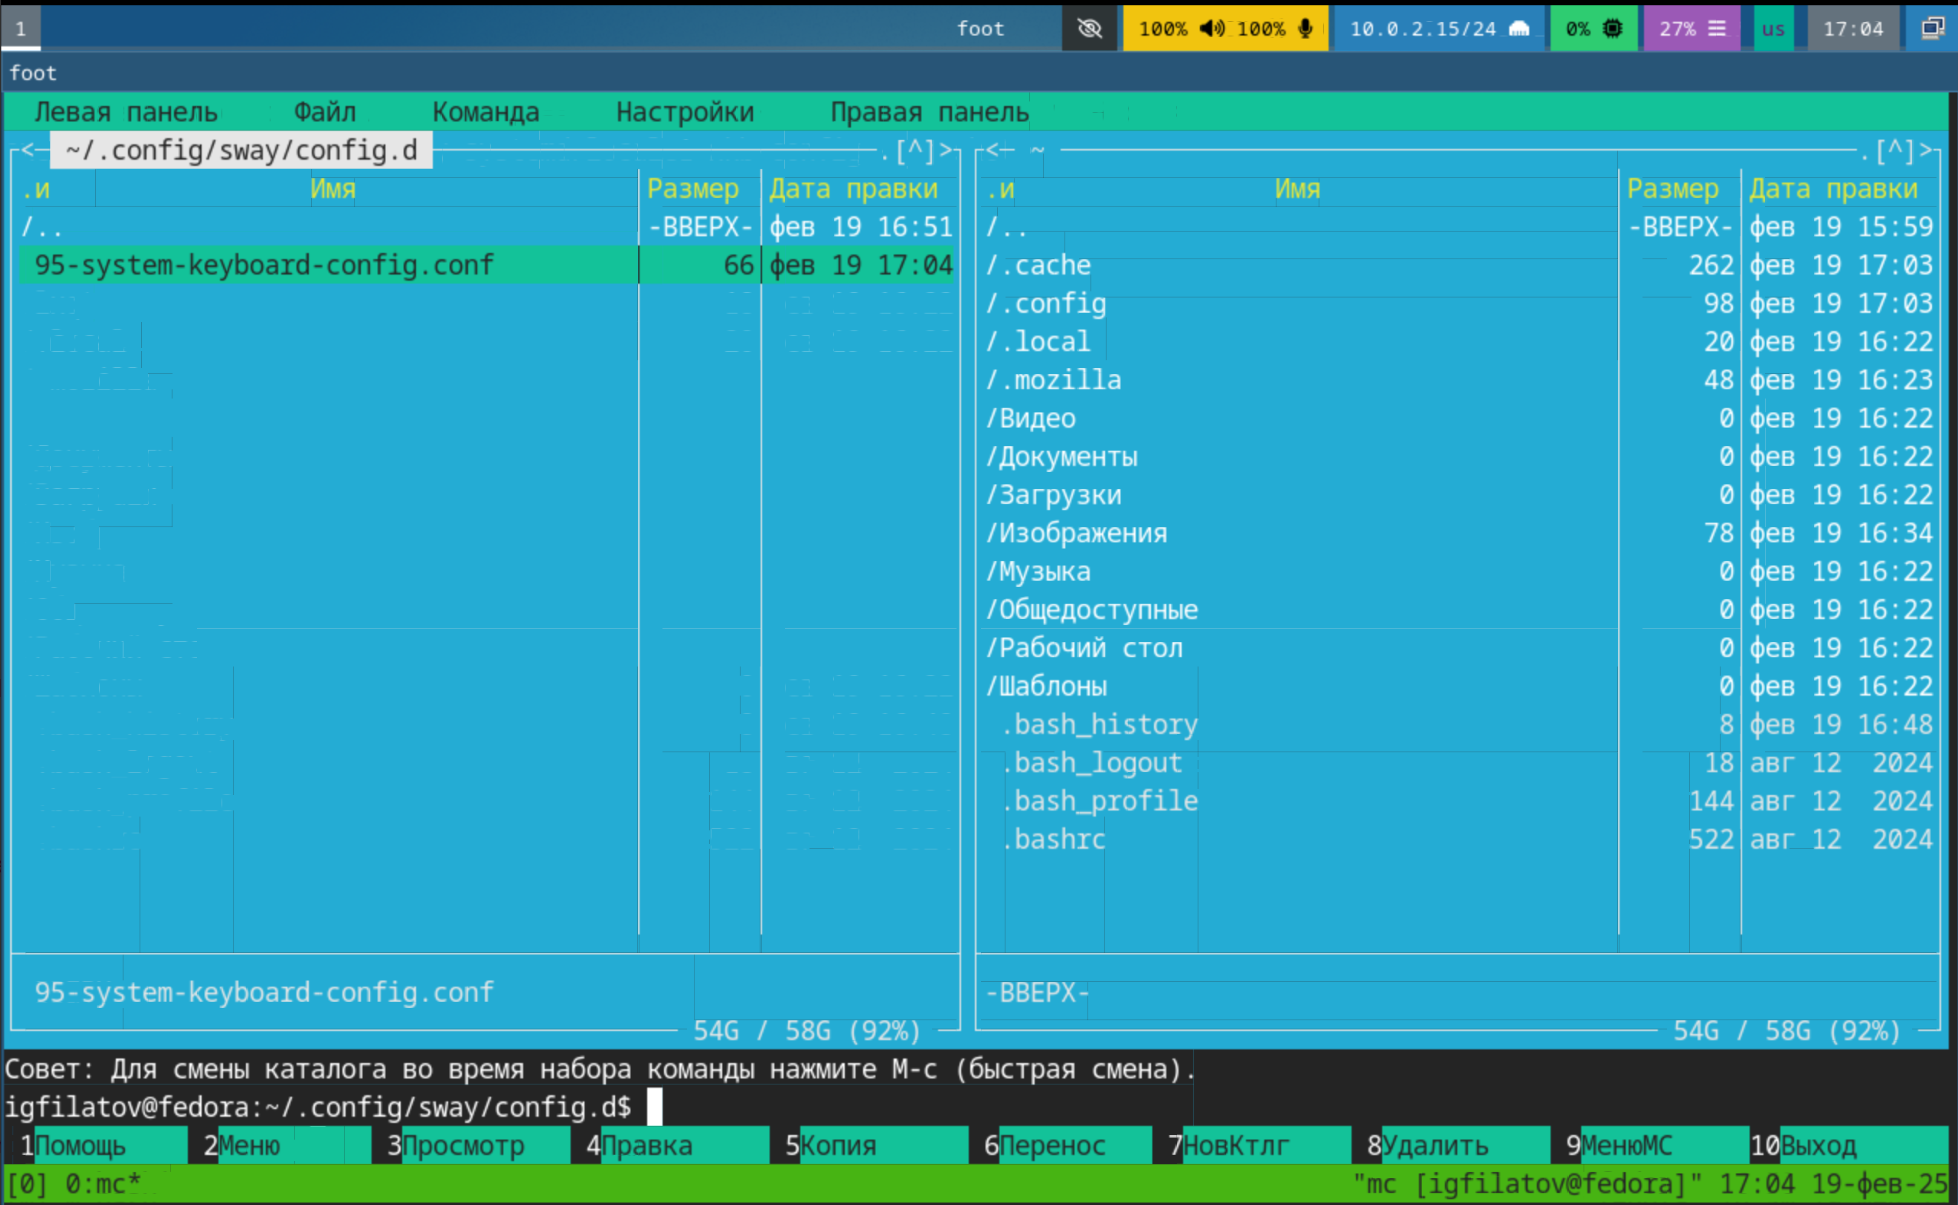 1 foot 100% 100% 10.0.2.15/24 0% 27% us 17:04
foot
Левая панель Файл Команда Настройки Правая панель
<─ ~/.config/sway/config.d .[^]> <─ ~ .[^]>
.и Имя Размер Дата правки .и Имя Размер Дата правки
/.. -ВВЕРХ- фев 19 16:51 /.. -ВВЕРХ- фев 19 15:59
95-system-keyboard-config.conf 66 фев 19 17:04 /.cache 262 фев 19 17:03
/.config 98 фев 19 17:03
/.local 20 фев 19 16:22
/.mozilla 48 фев 19 16:23
/Видео 0 фев 19 16:22
/Документы 0 фев 19 16:22
/Загрузки 0 фев 19 16:22
/Изображения 78 фев 19 16:34
/Музыка 0 фев 19 16:22
/Общедоступные 0 фев 19 16:22
/Рабочий стол 0 фев 19 16:22
/Шаблоны 0 фев 19 16:22
.bash_history 8 фев 19 16:48
.bash_logout 18 авг 12 2024
.bash_profile 144 авг 12 2024
.bashrc 522 авг 12 2024
95-system-keyboard-config.conf -ВВЕРХ-
54G / 58G (92%) 54G / 58G (92%)
Совет: Для смены каталога во время набора команды нажмите M-c (быстрая смена).
igfilatov@fedora:~/.config/sway/config.d$
1Помощь 2Меню 3Просмотр 4Правка 5Копия 6Перенос 7НовКтлг 8Удалить 9МенюMC 10Выход
[0] 0:mc* "mc [igfilatov@fedora]" 17:04 19-фев-25